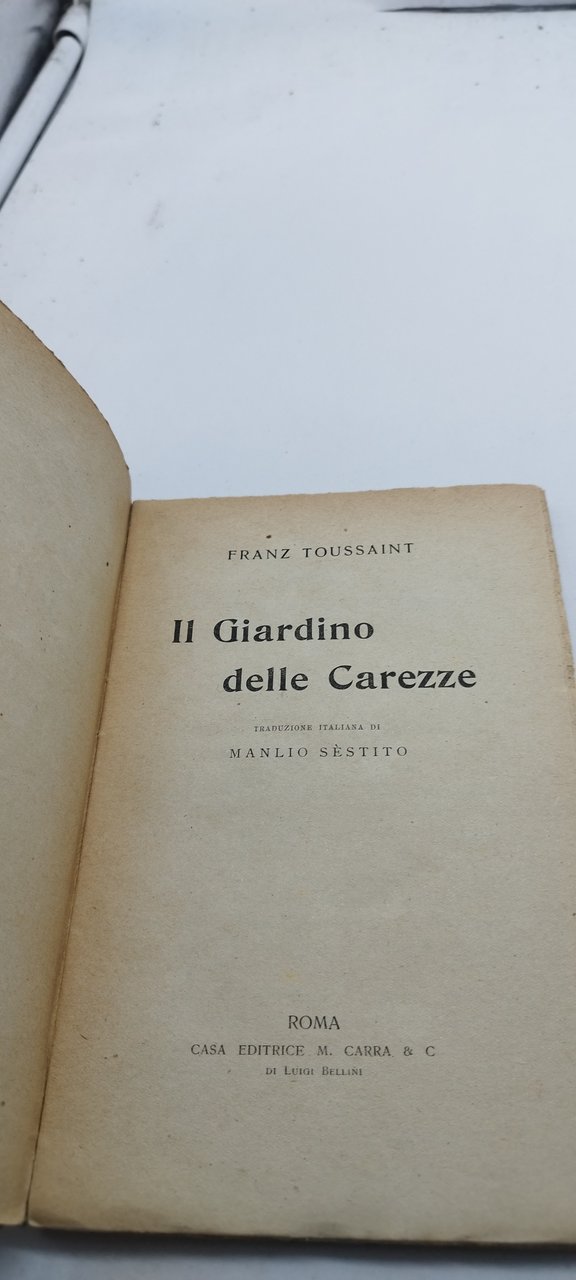 FRANZ TOUSSAINT
Il Giardino
delle Carezze
TRADUZIONE ITALIANA DI
MANLIO SÈSTITO
ROMA
CASA EDITRICE M. CARRA & C
DI LUIGI BELLINI